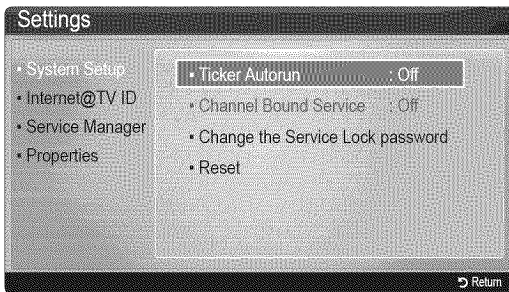 Settings
• System Setup
• Internet@TV ID
• Service Manager
• Properties
• Ticker Autorun : Off
• Channel Bound Service : Off
• Change the Service Lock password
• Reset
Return